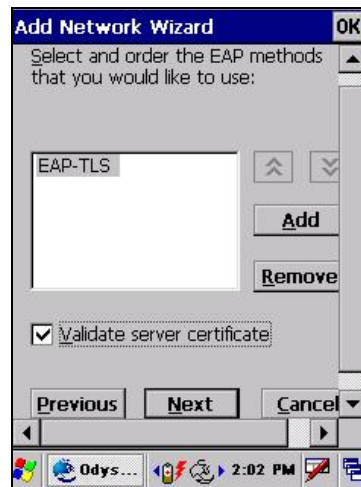 Add Network Wizard OK
Select and order the EAP methods
that you would like to use:
EAP-TLS
Add
Remove
Validate server certificate
Previous Next Cancel
Odys... 2:02 PM